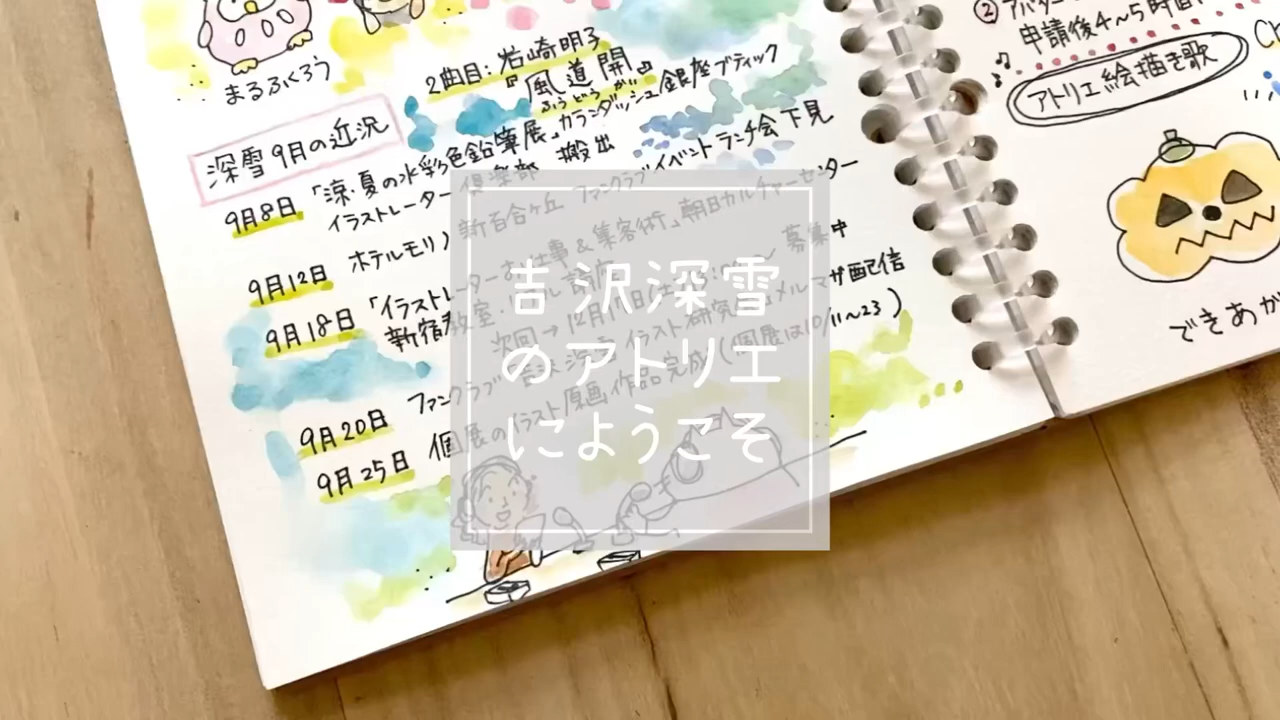 まるふくろう
2曲目:岩崎明子
『風道開』
ふうどうかい
深雪9月の近況
9月8日 「涼・夏の水彩色鉛筆展」カランダッシュ銀座ブティック
イラストレーター 倶楽部 搬出
ホテルモリノ 新百合ヶ丘 ファンクラブイベントランチ会 下見
9月12日
9月18日 「イラストレーターお仕事&集客術」朝日カルチャーセンター
新宿教室
次回→12月 募集中
9月20日 ファンクラブ 吉沢深雪イラスト研究 メルマガ配信
9月25日 個展のイラスト原画作品完成(個展は10/11〜23)
吉沢深雪
のアトリエ
にようこそ
②
申請後4〜5時間
アトリエ絵描き歌
できあが